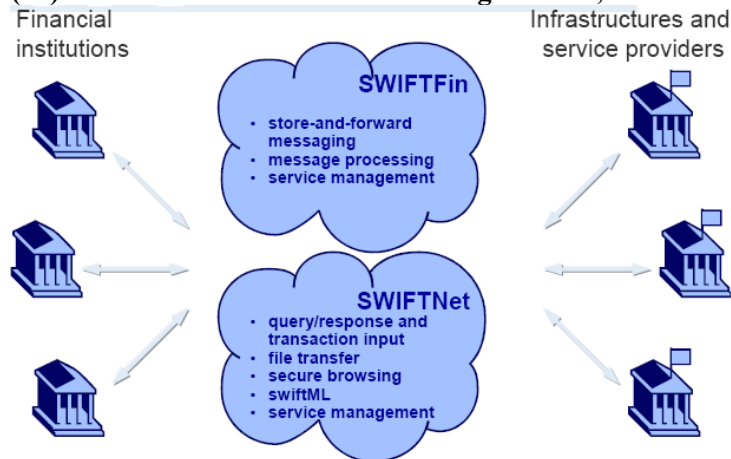 Financial
institutions
Infrastructures and
service providers
SWIFTFin
• store-and-forward
messaging
• message processing
• service management
SWIFTNet
• query/response and
transaction input
• file transfer
• secure browsing
• swiftML
• service management